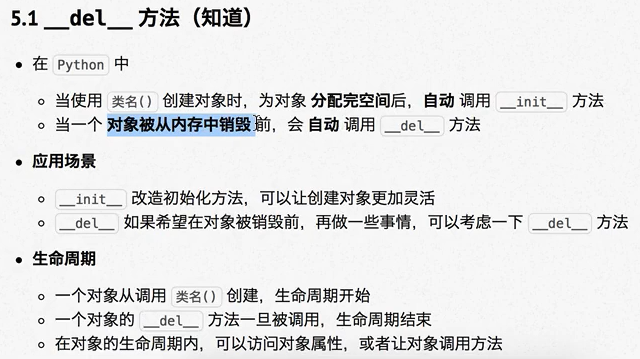 5.1 __del__ 方法（知道）
在 Python 中
当使用 类名() 创建对象时，为对象 分配完空间后，自动 调用 __init__ 方法
当一个 对象被从内存中销毁 前，会 自动 调用 __del__ 方法
应用场景
__init__ 改造初始化方法，可以让创建对象更加灵活
__del__ 如果希望在对象被销毁前，再做一些事情，可以考虑一下 __del__ 方法
生命周期
一个对象从调用 类名() 创建，生命周期开始
一个对象的 __del__ 方法一旦被调用，生命周期结束
在对象的生命周期内，可以访问对象属性，或者让对象调用方法